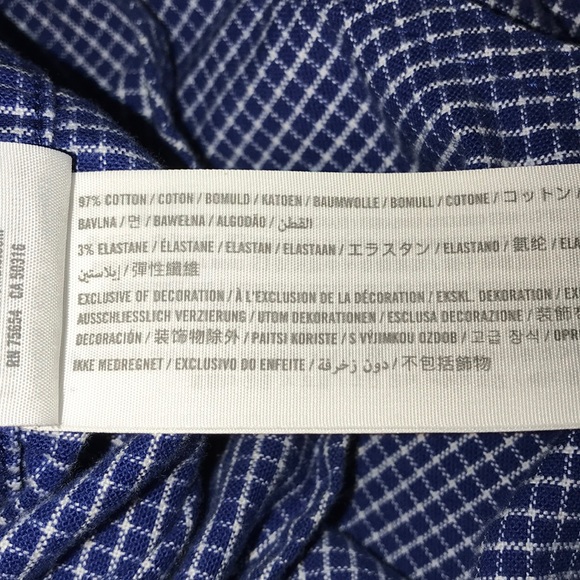 97% COTTON / COTON / BOMULD / KATOEN / BAUMWOLLE / BOMULL / COTONE / コットン
BAVLNA / 면 / BAWEŁNA / ALGODÃO / القطن
3% ELASTANE / ÉLASTANE / ELASTAN / ELASTAAN / エラスタン / ELASTANO / 氨纶 /
إيلاستين / 彈性纖維
EXCLUSIVE OF DECORATION / À L'EXCLUSION DE LA DÉCORATION / EKSKL. DEKORATION /
AUSSCHLIESSLICH VERZIERUNG / UTOM DEKORATIONEN / ESCLUSA DECORAZIONE / 装飾
DECORACIÓN / 装饰物除外 / PAITSI KORISTE / S VÝJIMKOU OZDOB / 고급 장식 /
IKKE MEDREGNET / EXCLUSIVO DO ENFEITE / دون زخرفة / 不包括飾物
RN 75654 CA 50916